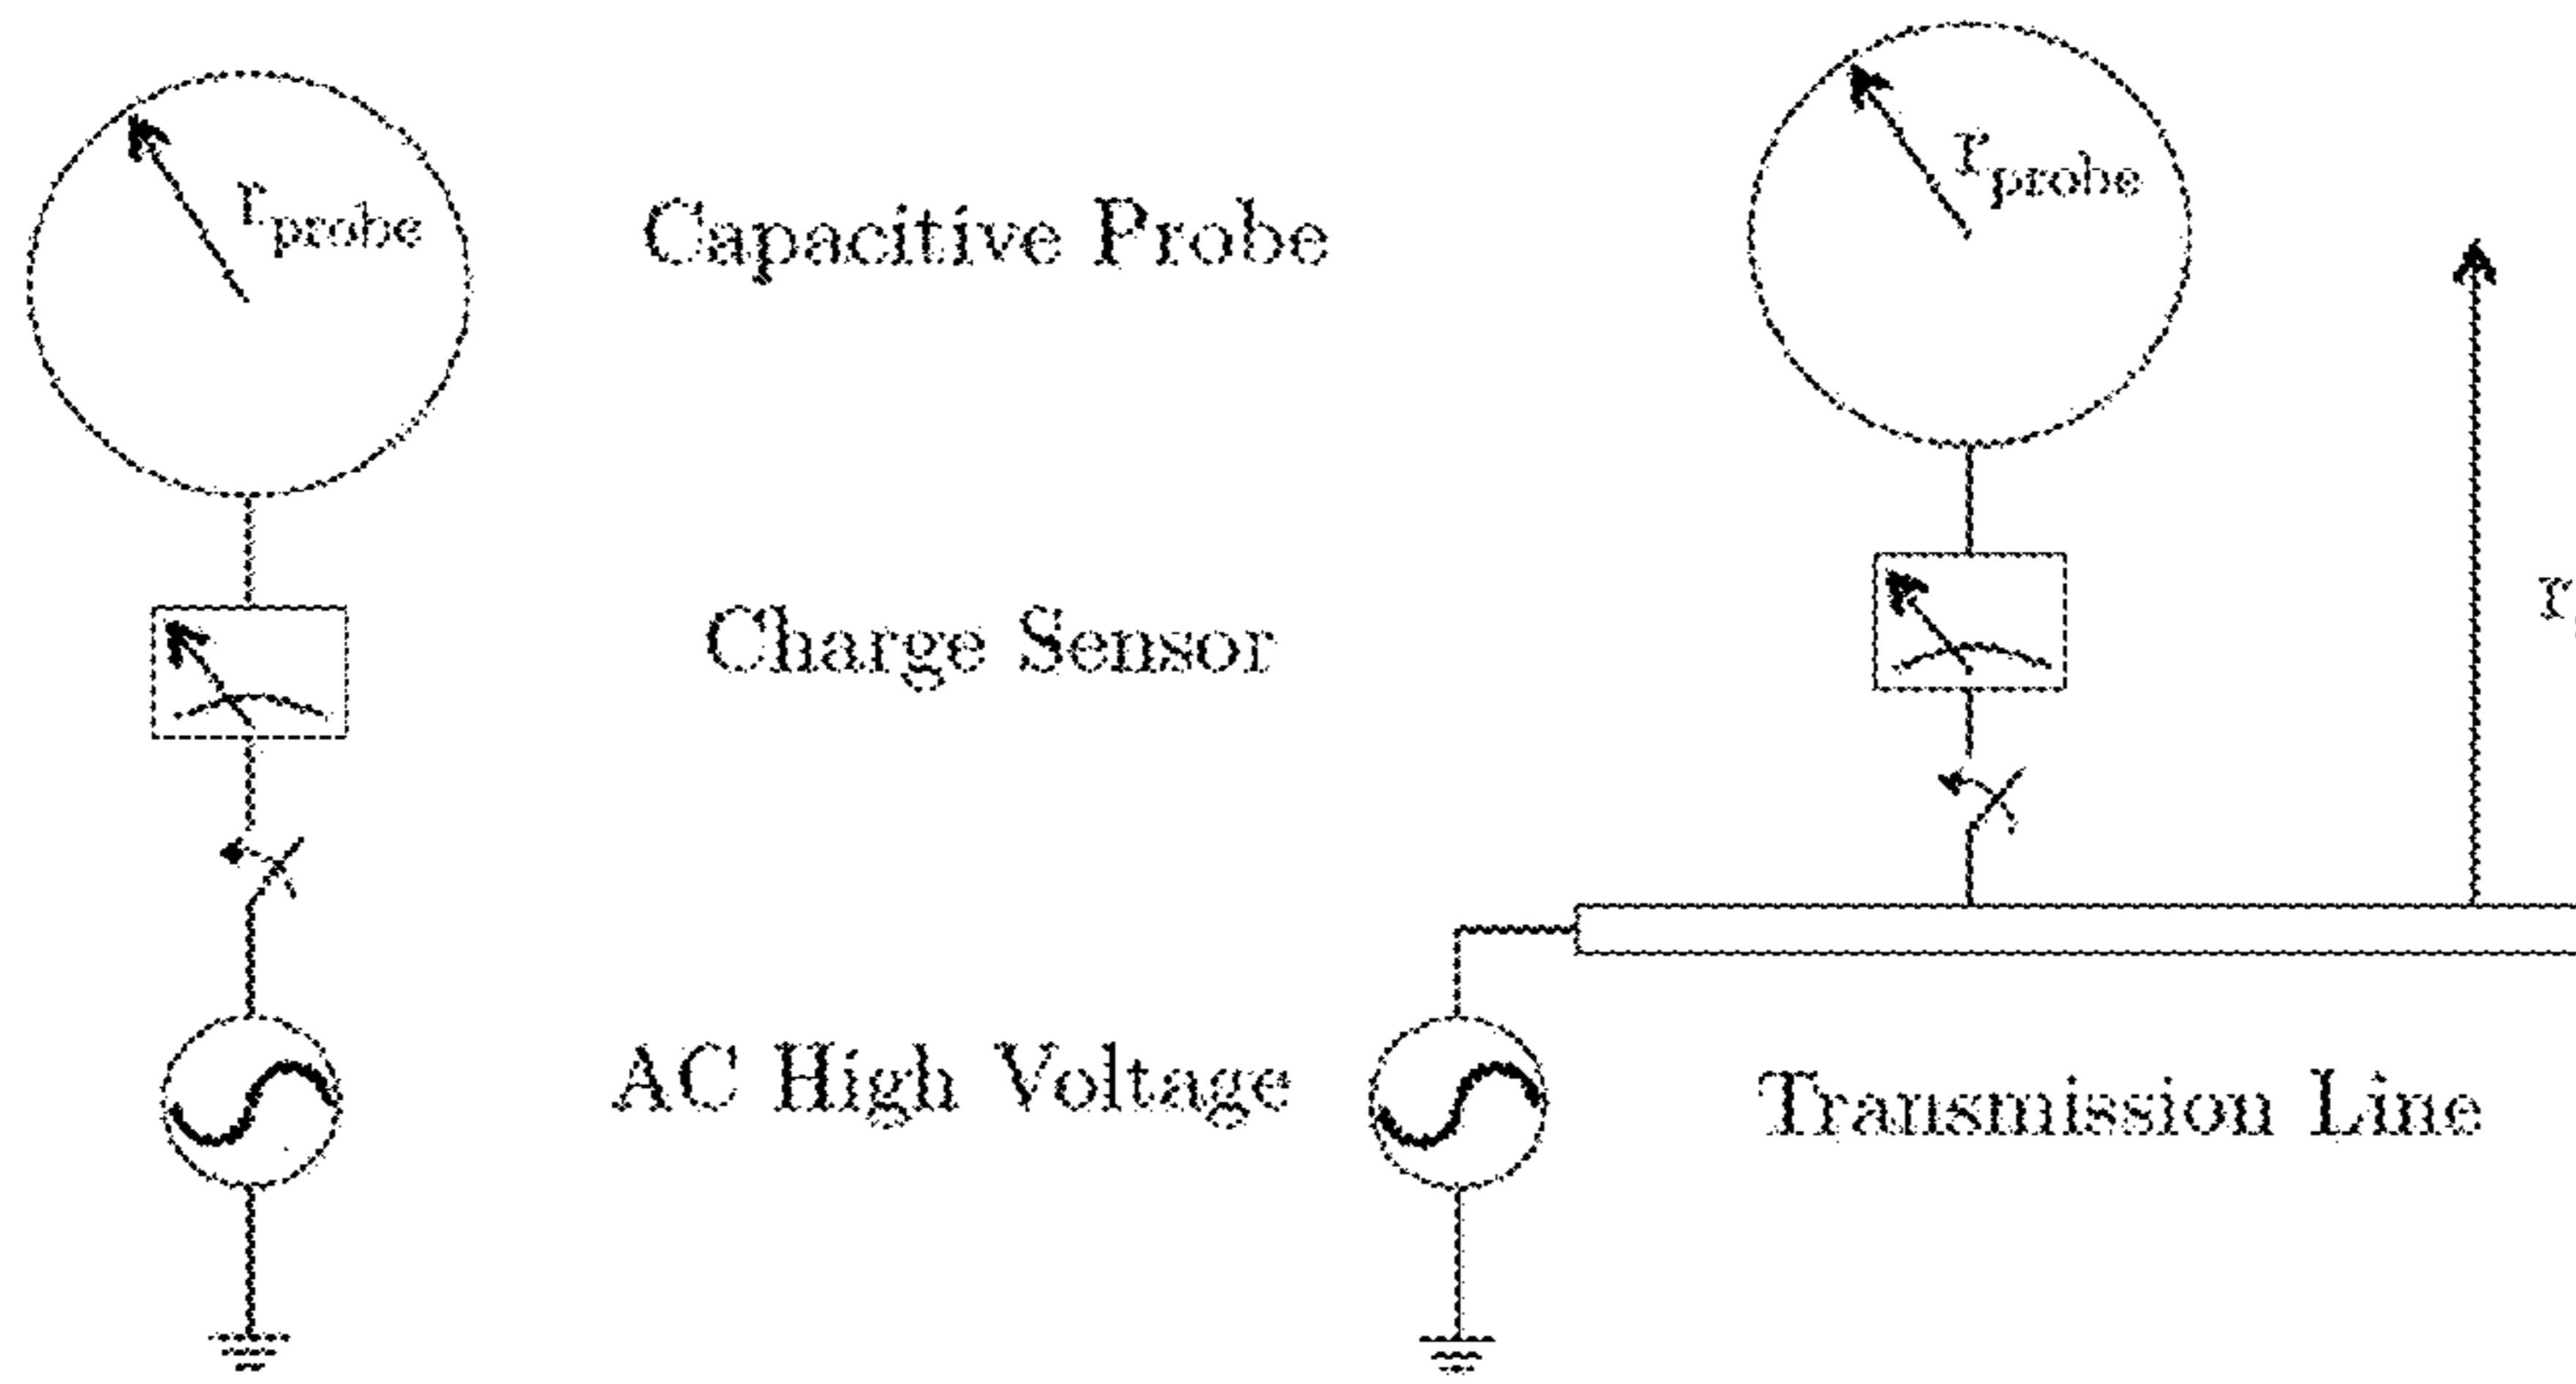 r_probe
Capacitive Probe
r_probe
Charge Sensor
r
AC High Voltage
Transmission Line